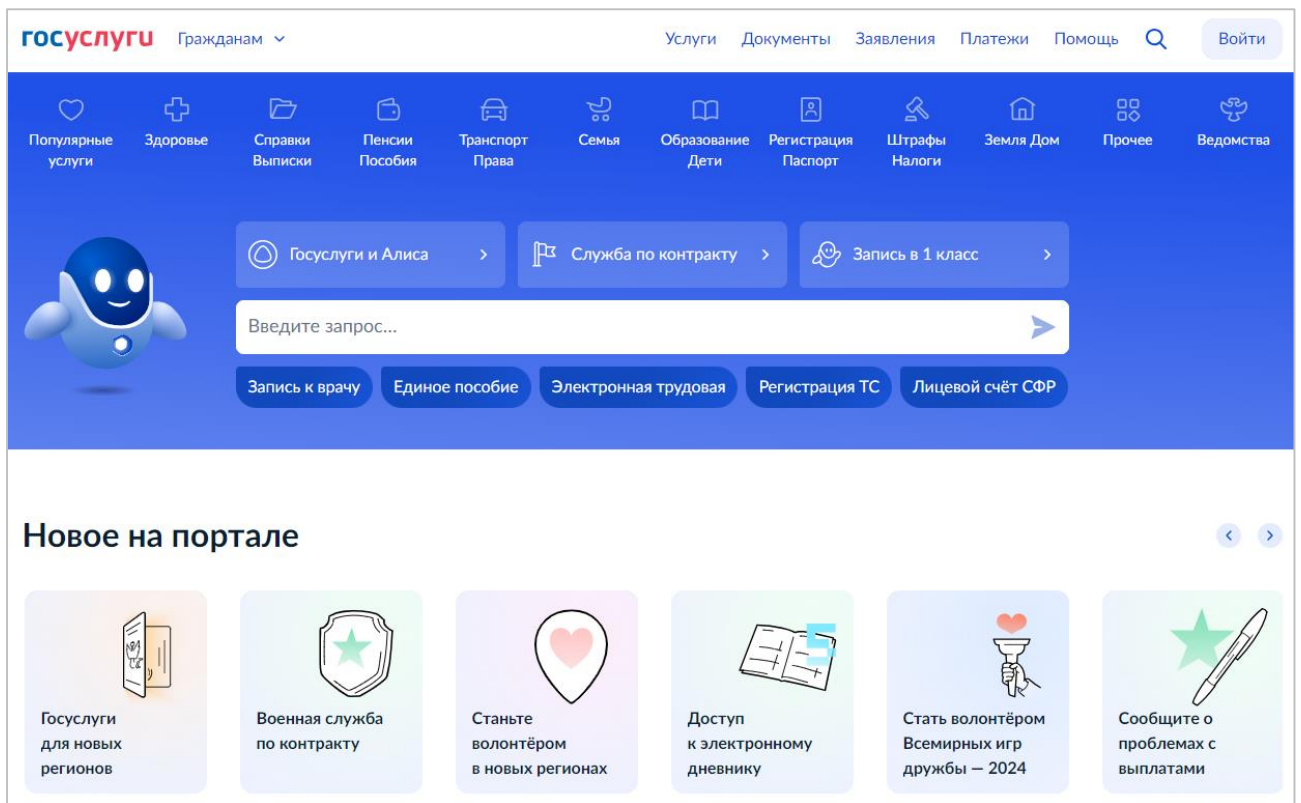 госуслуги Гражданам Услуги Документы Заявления Платежи Помощь Войти
Популярные услуги
Здоровье
Справки Выписки
Пенсии Пособия
Транспорт Права
Семья
Образование Дети
Регистрация Паспорт
Штрафы Налоги
Земля Дом
Прочее
Ведомства
Госуслуги и Алиса
Служба по контракту
Запись в 1 класс
Введите запрос...
Запись к врачу
Единое пособие
Электронная трудовая
Регистрация ТС
Лицевой счёт СФР
Новое на портале
Госуслуги
для новых
регионов
Военная служба
по контракту
Станьте
волонтёром
в новых регионах
Доступ
к электронному
дневнику
Стать волонтёром
Всемирных игр
дружбы — 2024
Сообщите о
проблемах с
выплатами